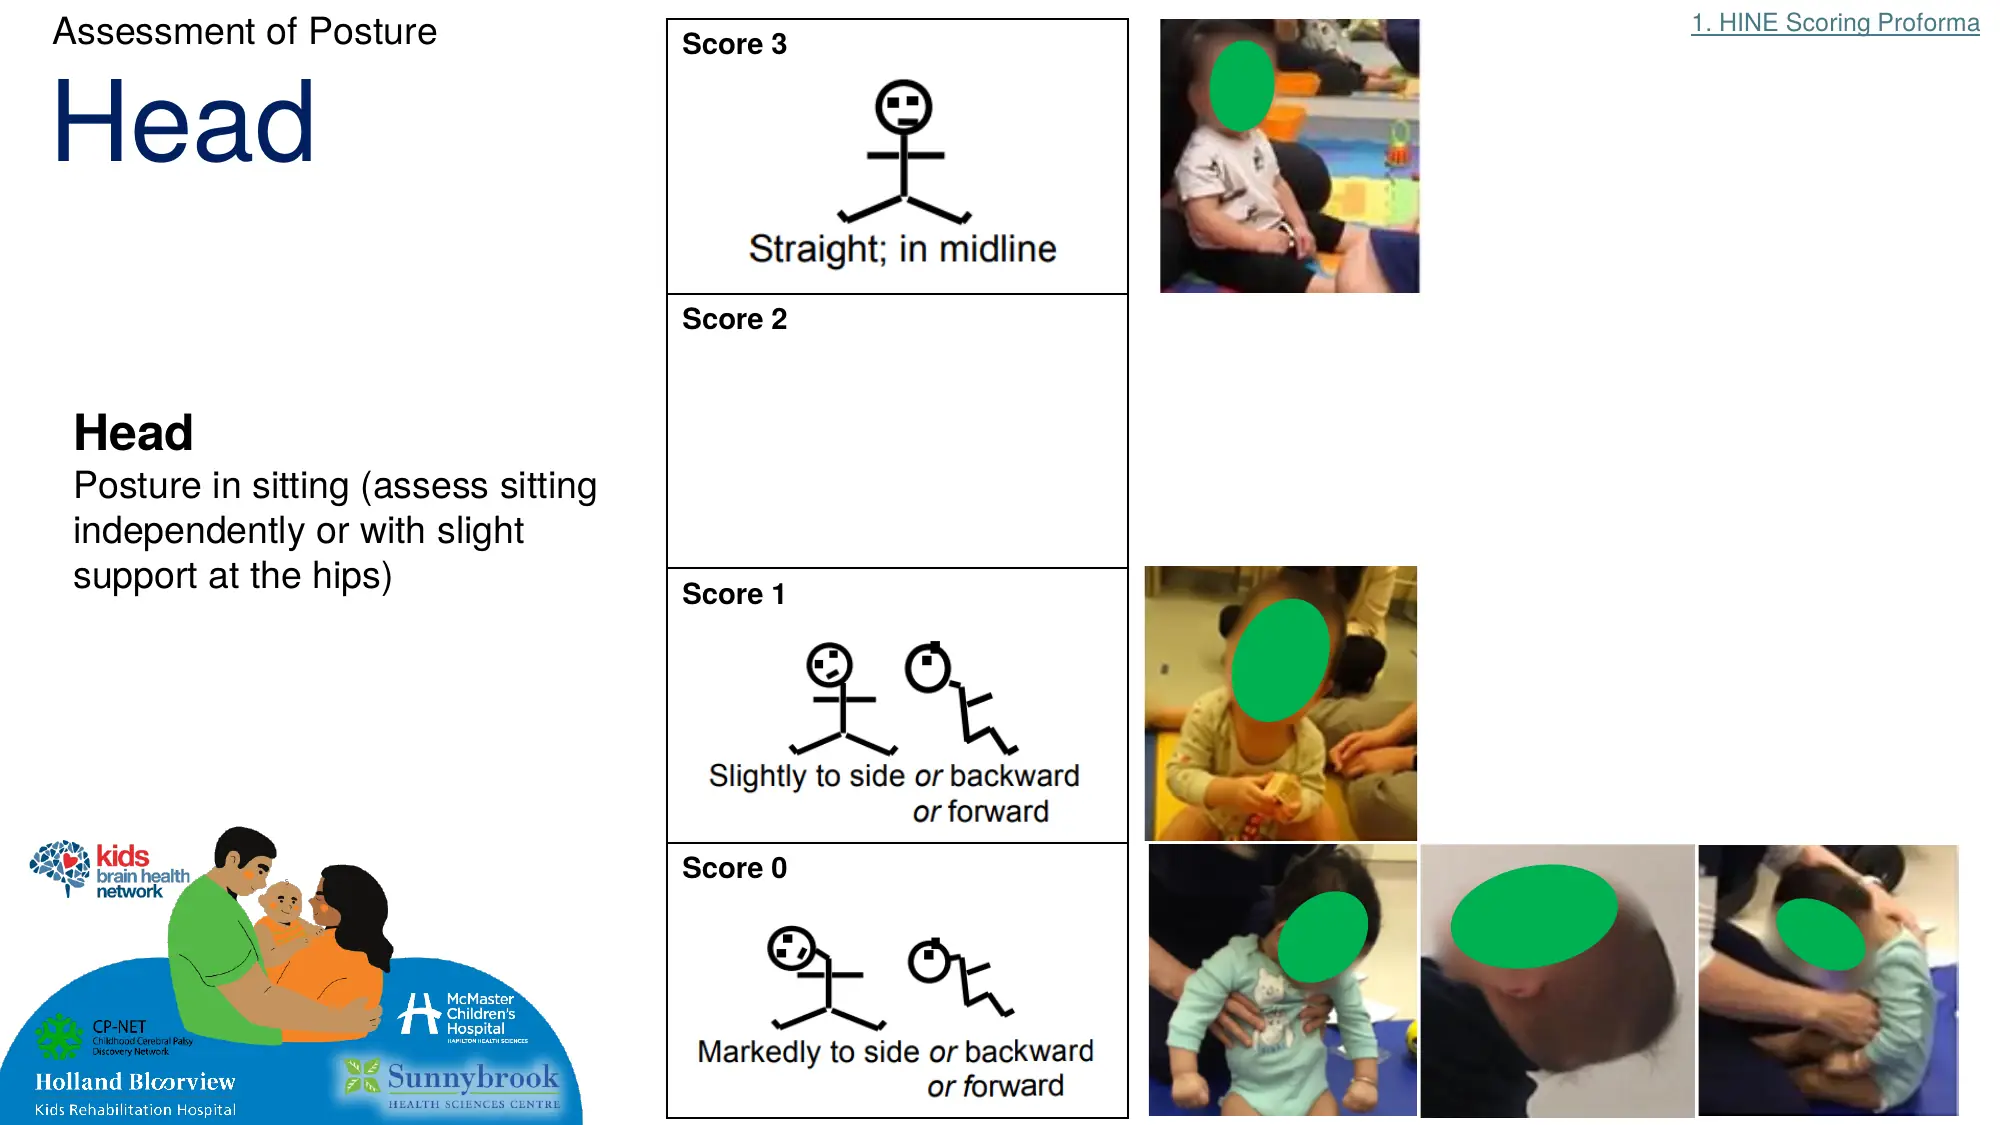 Assessment of Posture
Head
Head
Posture in sitting (assess sitting
independently or with slight
support at the hips)
1. HINE Scoring Proforma
Score 3
Straight; in midline
Score 2
Score 1
Slightly to side or backward
or forward
Score 0
Markedly to side or backward
or forward
kids
brain health
network
CP-NET
Childhood Cerebral Palsy
Discovery Network
McMaster
Children's
Hospital
HAMILTON HEALTH SCIENCES
Holland Bloorview
Kids Rehabilitation Hospital
Sunnybrook
HEALTH SCIENCES CENTRE